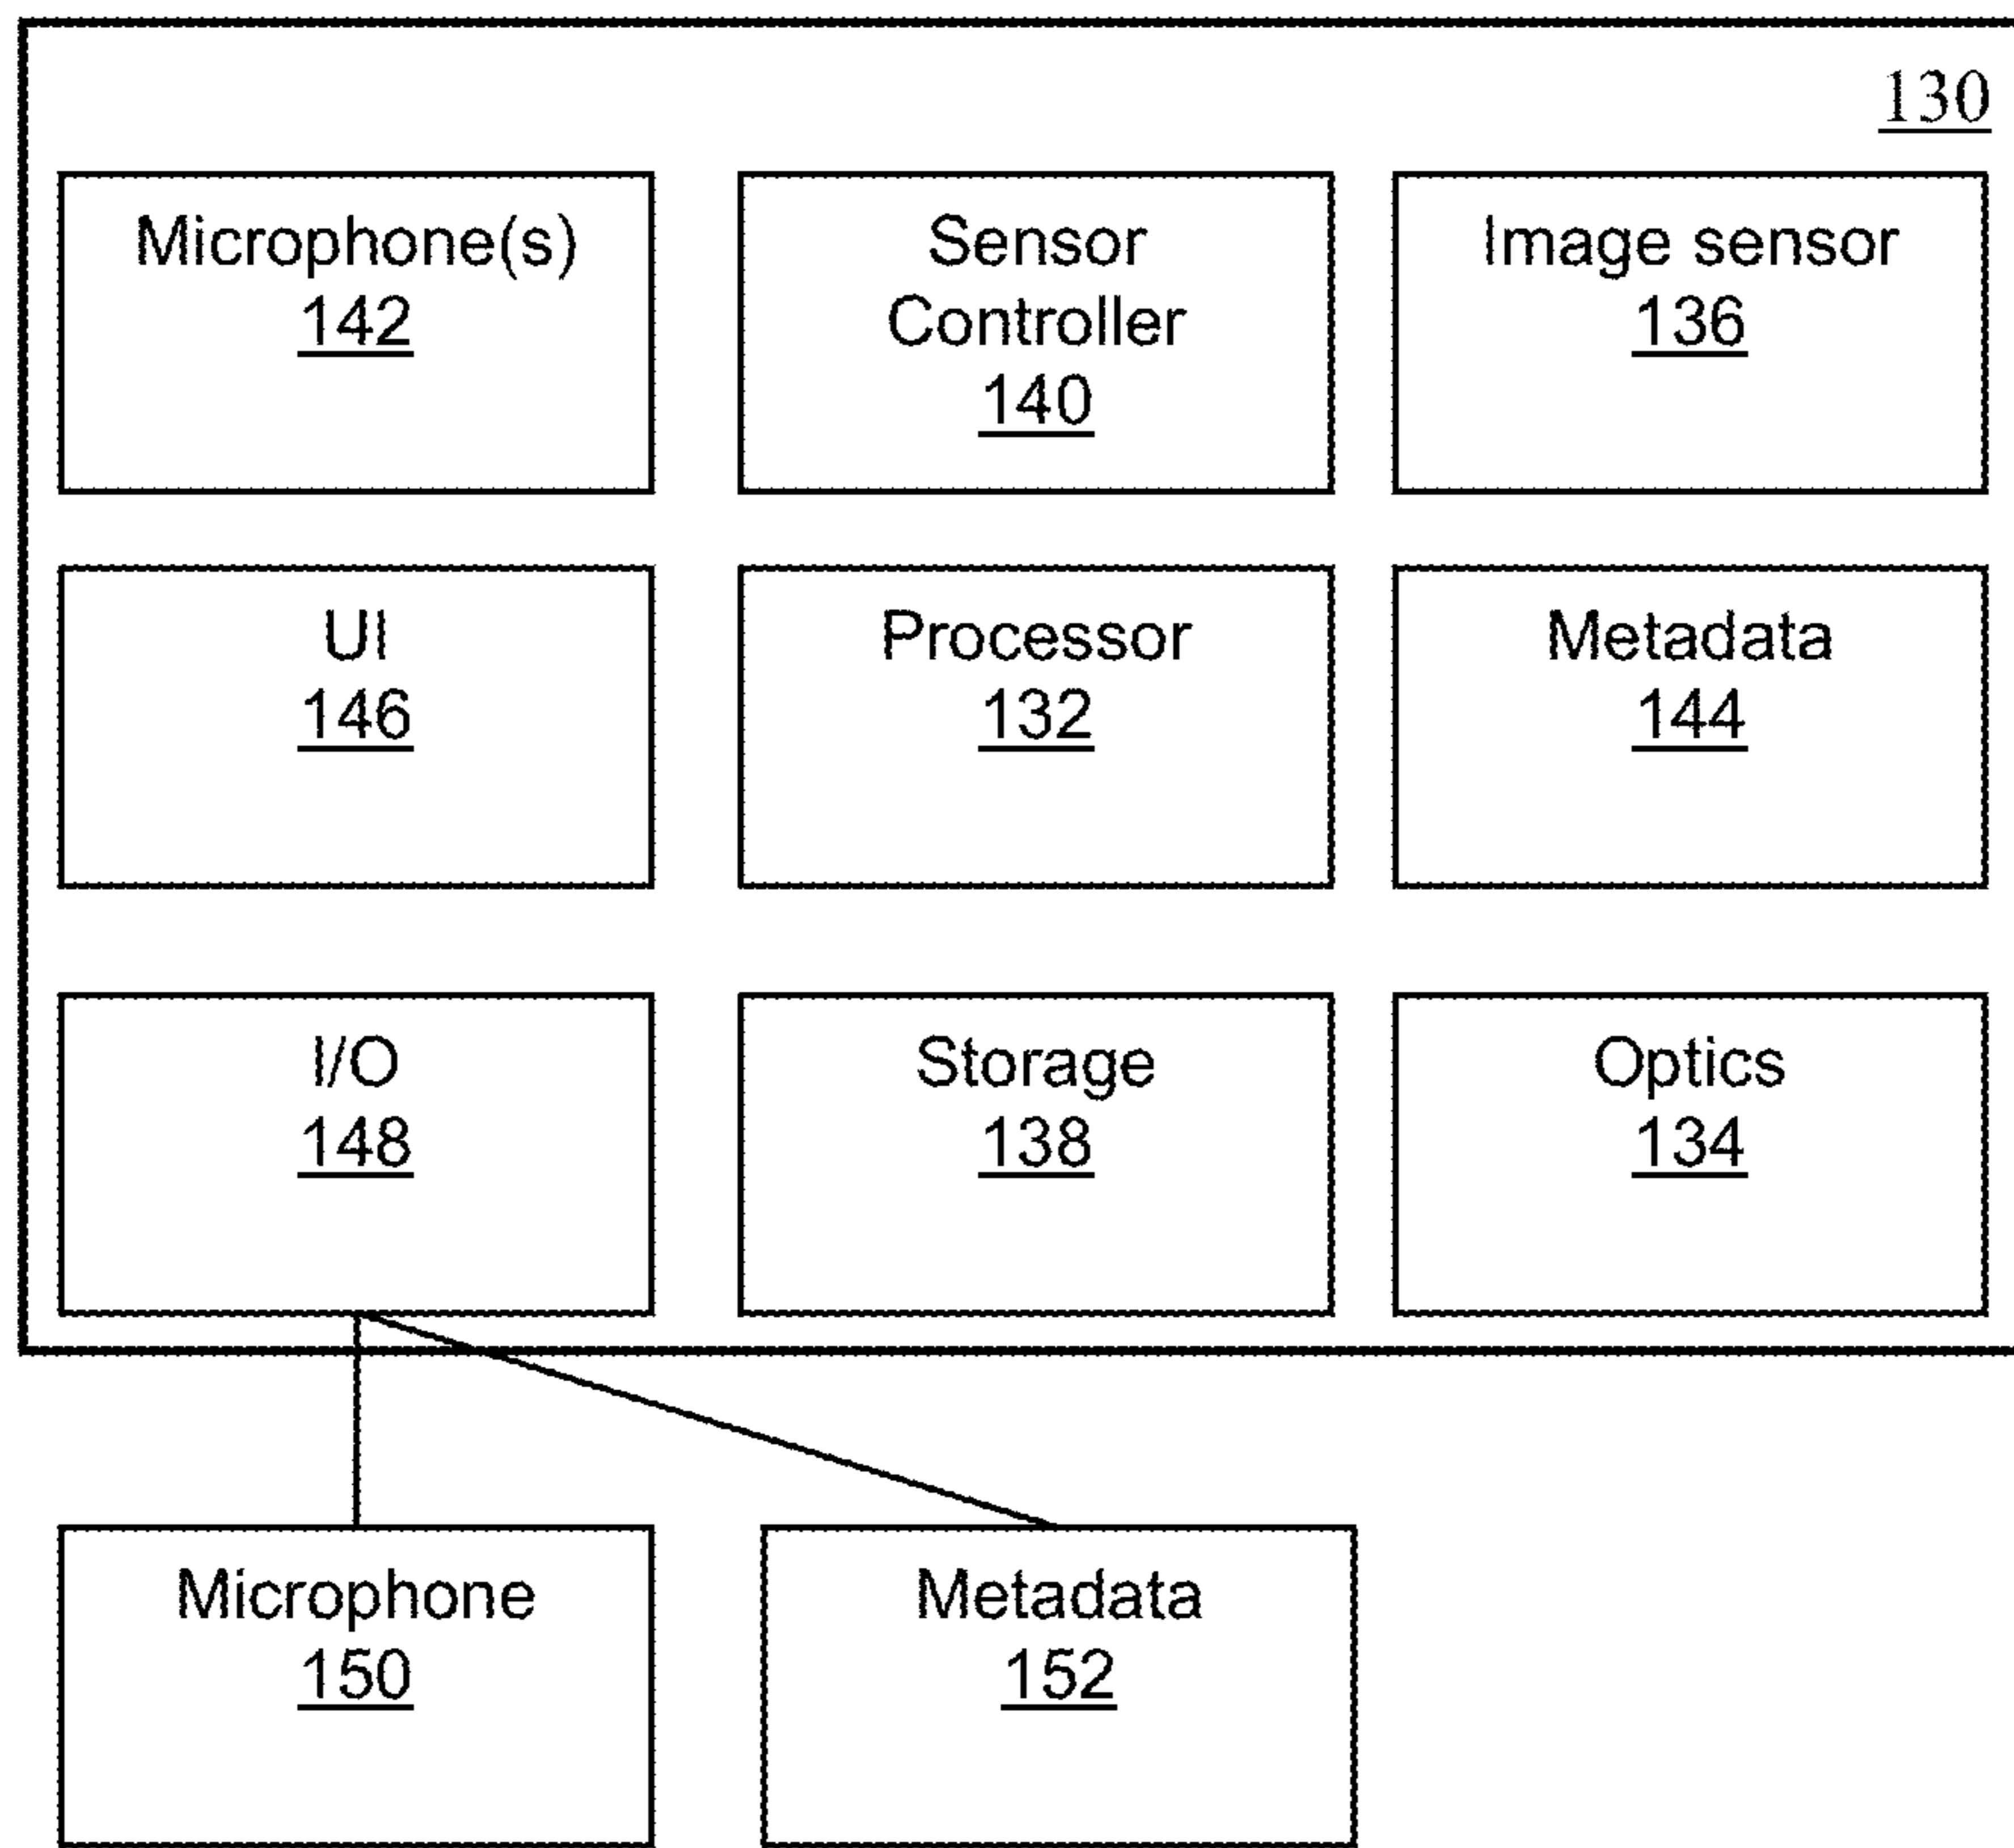 130
Microphone(s)
142
Sensor
Controller
140
Image sensor
136
UI
146
Processor
132
Metadata
144
I/O
148
Storage
138
Optics
134
Microphone
150
Metadata
152